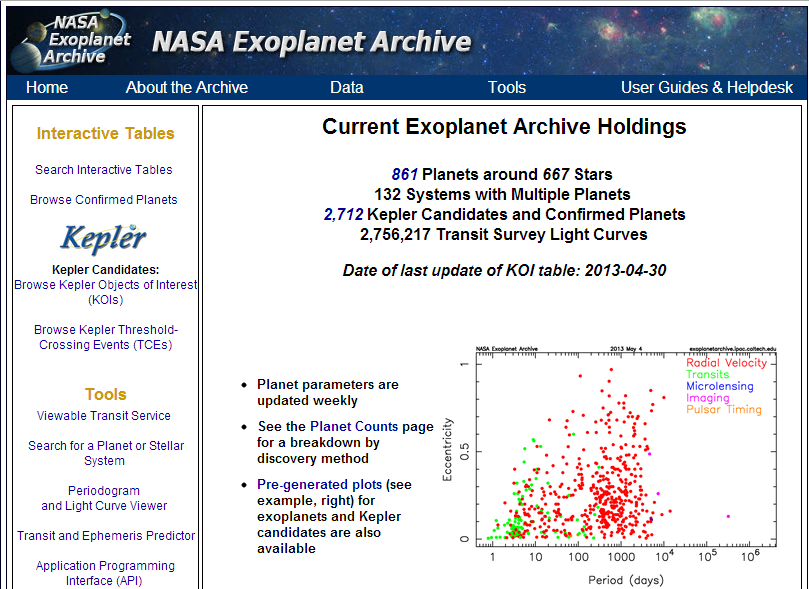 NASA
Exoplanet
Archive
NASA Exoplanet Archive
Home
About the Archive
Data
Tools
User Guides & Helpdesk
Interactive Tables
Search Interactive Tables
Browse Confirmed Planets
Kepler
Kepler Candidates:
Browse Kepler Objects of Interest
(KOIs)
Browse Kepler Threshold-
Crossing Events (TCEs)
Tools
Viewable Transit Service
Search for a Planet or Stellar
System
Periodogram
and Light Curve Viewer
Transit and Ephemeris Predictor
Application Programming
Interface (API)
Current Exoplanet Archive Holdings
861 Planets around 667 Stars
132 Systems with Multiple Planets
2,712 Kepler Candidates and Confirmed Planets
2,756,217 Transit Survey Light Curves
Date of last update of KOI table: 2013-04-30
• Planet parameters are
updated weekly
• See the Planet Counts page
for a breakdown by
discovery method
• Pre-generated plots (see
example, right) for
exoplanets and Kepler
candidates are also
available
NASA Exoplanet Archive
2013 May 4
exoplanetarchive.ipac.caltech.edu
Radial Velocity
Transits
Microlensing
Imaging
Pulsar Timing
Eccentricity
1
0.5
0
1 10 100 1000 10⁴ 10⁵ 10⁶
Period (days)